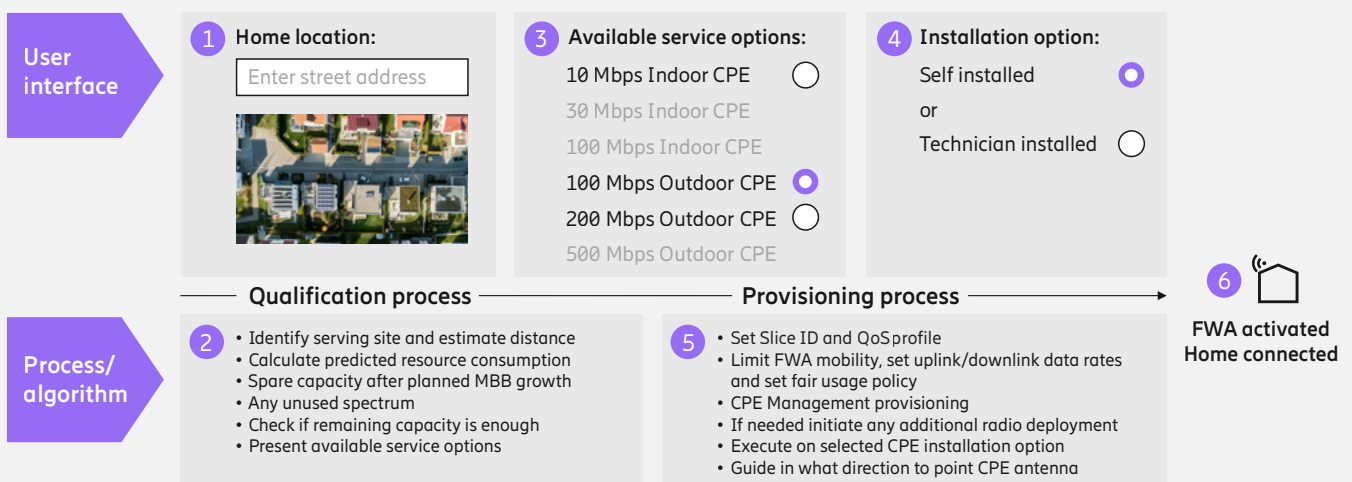 User
interface
1 Home location:
Enter street address
3 Available service options:
10 Mbps Indoor CPE
30 Mbps Indoor CPE
100 Mbps Indoor CPE
100 Mbps Outdoor CPE
200 Mbps Outdoor CPE
500 Mbps Outdoor CPE
4 Installation option:
Self installed
or
Technician installed
Qualification process
Provisioning process
Process/
algorithm
2
• Identify serving site and estimate distance
• Calculate predicted resource consumption
• Spare capacity after planned MBB growth
• Any unused spectrum
• Check if remaining capacity is enough
• Present available service options
5
• Set Slice ID and QoSprofile
• Limit FWA mobility, set uplink/downlink data rates
and set fair usage policy
• CPE Management provisioning
• If needed initiate any additional radio deployment
• Execute on selected CPE installation option
• Guide in what direction to point CPE antenna
6
FWA activated
Home connected